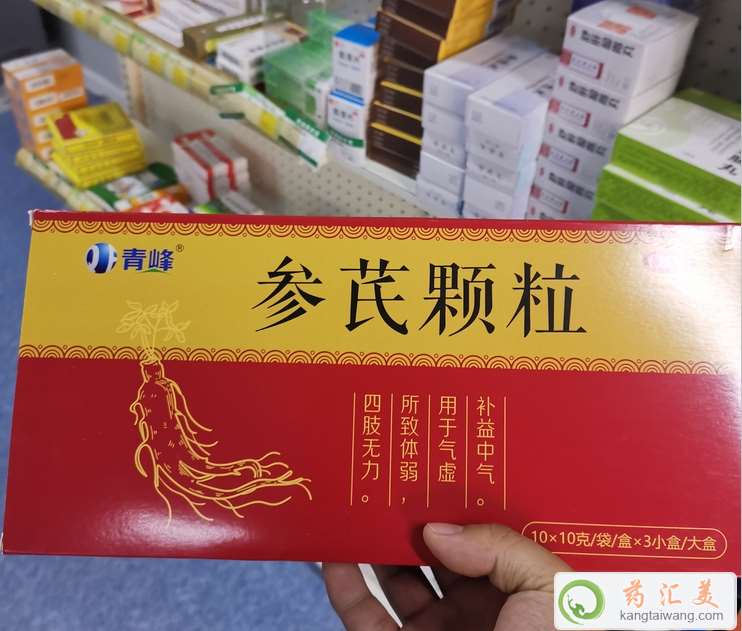 青峰®
参芪颗粒
补益中气。
用于气虚
所致体弱，
四肢无力。
10×10克/袋/盒×3小盒/大盒
药汇美
kangtaiwang.com